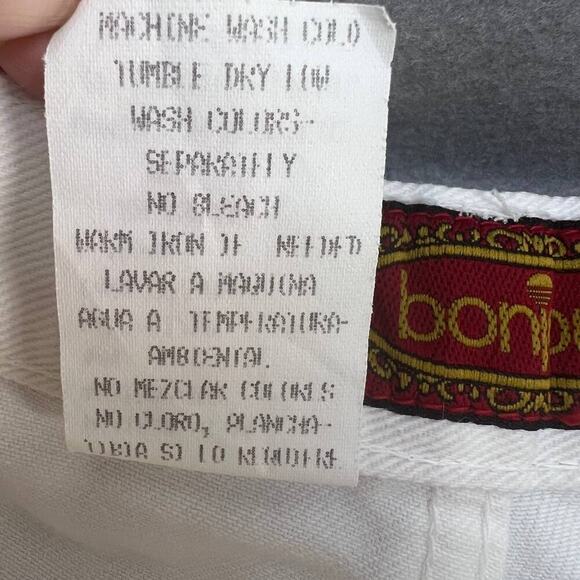 MACHINE WASH COLD
TUMBLE DRY LOW
WASH COLORS-
SEPARATELY
NO BLEACH
WARM IRON IF NEEDED
LAVAR A MAQUINA
AGUA A TEMPERATURA-
AMBIENTAL
NO MEZCLAR COLORES
NO CLORO, PLANCHA-
TIBIA SI LO REQUIERE.
bonj